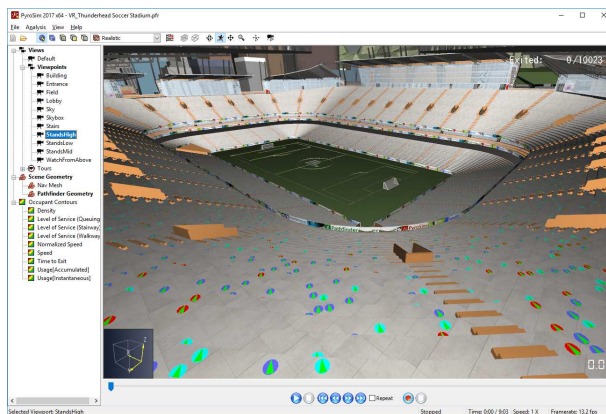 PyroSim 2017 x64 - VR_Thunderhead Soccer Stadium.pfr
File Analysis View Help
Realistic
Views
Default
Viewpoints
Building
Entrance
Field
Lobby
Sky
Skybox
Stairs
StandsHigh
StandsLow
StandsMid
WatchFromAbove
Tours
Scene Geometry
Nav Mesh
Pathfinder Geometry
Occupant Contours
Density
Level of Service (Queuing
Level of Service (Stairway)
Level of Service (Walkway
Normalized Speed
Speed
Time to Exit
Usage[Accumulated]
Usage[Instantaneous]
Exited: 0/10023
Pathfinder PyroSim
Z
0.0
Repeat
Selected Viewport: StandsHigh Stopped Time: 0:00 / 9:03 Speed: 1 X Framerate: 13.2 fps